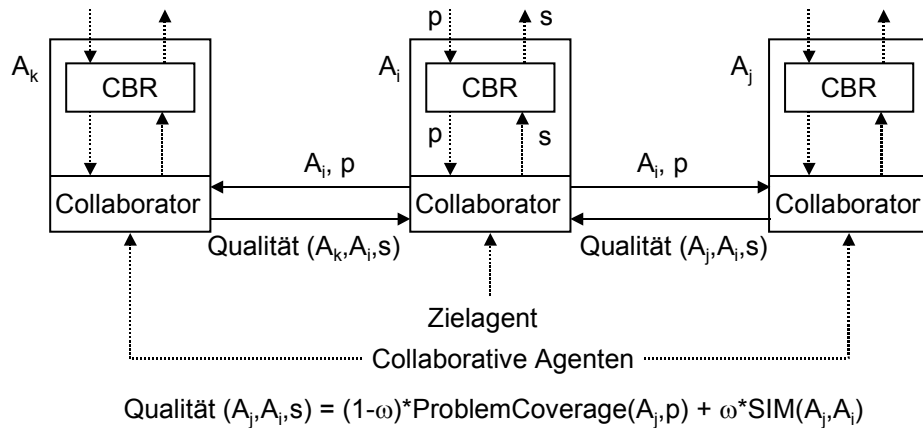 p s
A_k A_i A_j
CBR CBR CBR
p s
A_i, p A_i, p
Collaborator Collaborator Collaborator
Qualität (A_k,A_i,s) Qualität (A_j,A_i,s)
Zielagent
Collaborative Agenten
Qualität (A_j,A_i,s) = (1-ω)*ProblemCoverage(A_j,p) + ω*SIM(A_j,A_i)